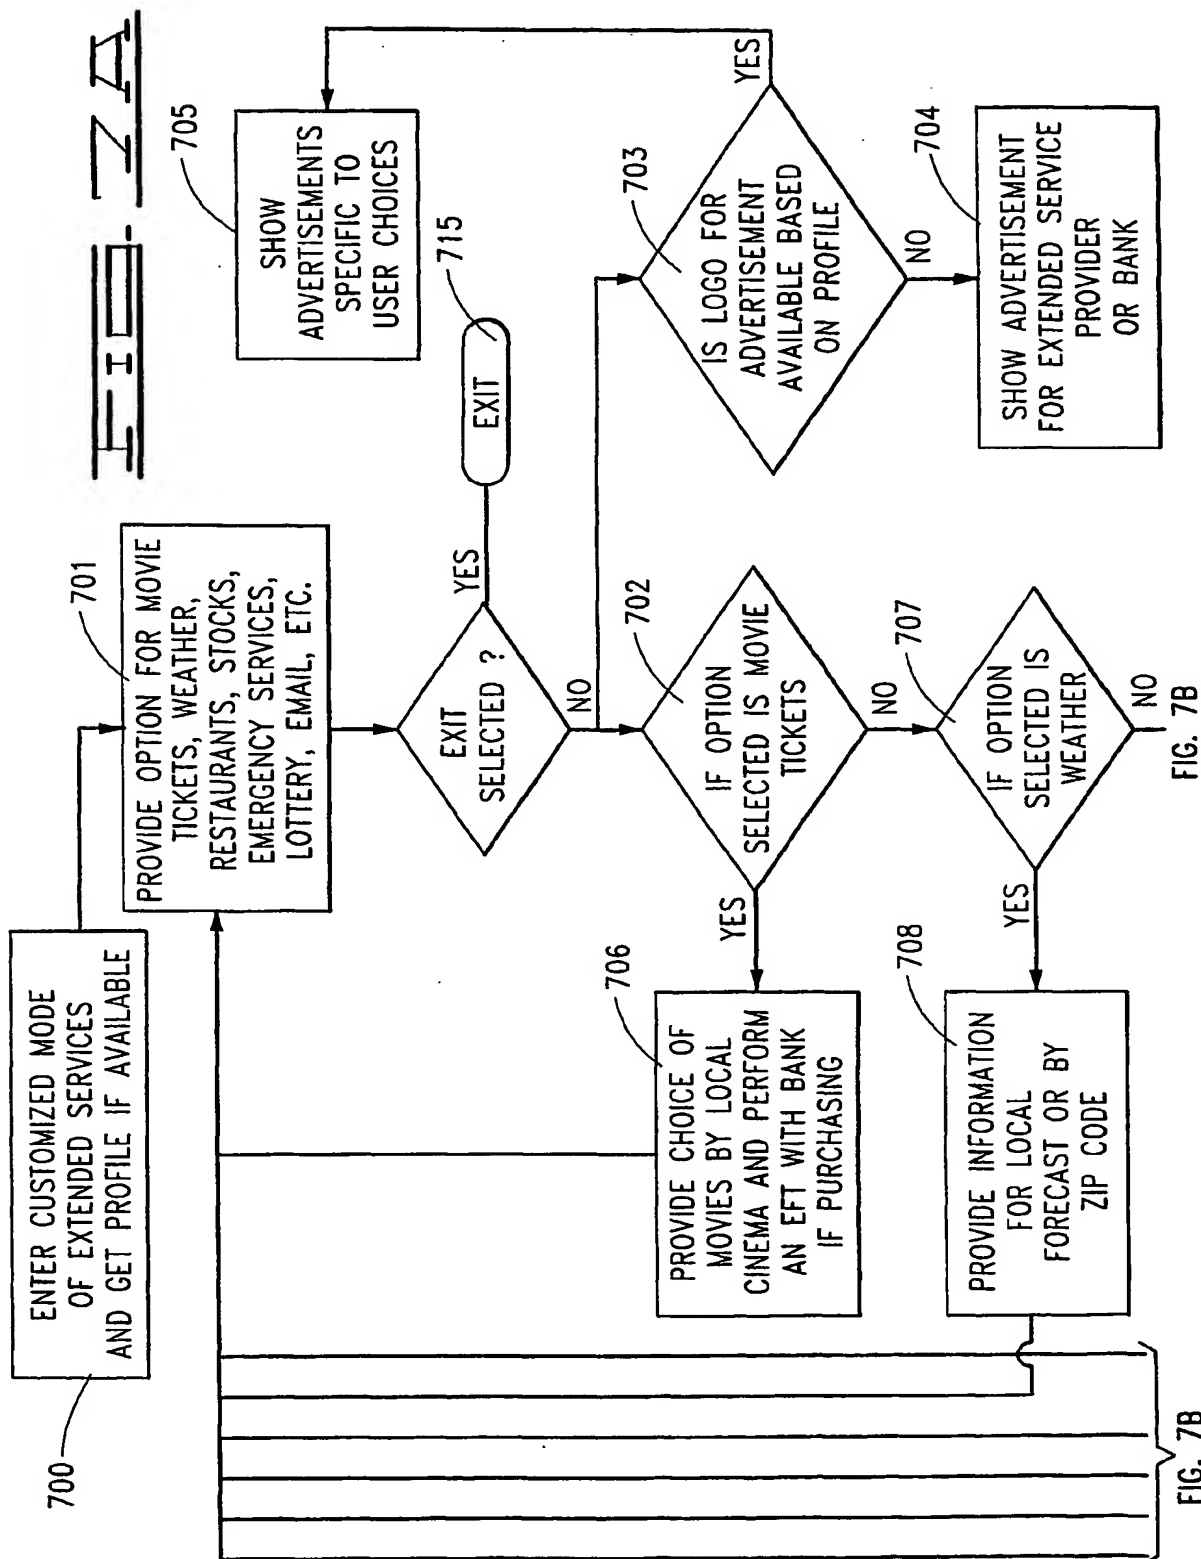 FIG. 7A
700
ENTER CUSTOMIZED MODE
OF EXTENDED SERVICES
AND GET PROFILE IF AVAILABLE
701
PROVIDE OPTION FOR MOVIE
TICKETS, WEATHER,
RESTAURANTS, STOCKS,
EMERGENCY SERVICES,
LOTTERY, EMAIL, ETC.
EXIT
SELECTED ?
YES
EXIT
715
NO
705
SHOW
ADVERTISEMENTS
SPECIFIC TO
USER CHOICES
702
IF OPTION
SELECTED IS MOVIE
TICKETS
YES
NO
703
IS LOGO FOR
ADVERTISEMENT
AVAILABLE BASED
ON PROFILE
YES
NO
704
SHOW ADVERTISEMENT
FOR EXTENDED SERVICE
PROVIDER
OR BANK
706
PROVIDE CHOICE OF
MOVIES BY LOCAL
CINEMA AND PERFORM
AN EFT WITH BANK
IF PURCHASING
707
IF OPTION
SELECTED IS
WEATHER
YES
NO
708
PROVIDE INFORMATION
FOR LOCAL
FORECAST OR BY
ZIP CODE
FIG. 7B
FIG. 7B